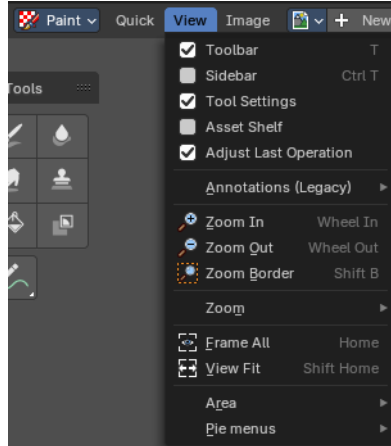 Paint Quick View Image New
Toolbar T
Tools
Sidebar Ctrl T
Tool Settings
Asset Shelf
Adjust Last Operation
Annotations (Legacy)
Zoom In Wheel In
Zoom Out Wheel Out
Zoom Border Shift B
Zoom
Frame All Home
View Fit Shift Home
Area
Pie menus